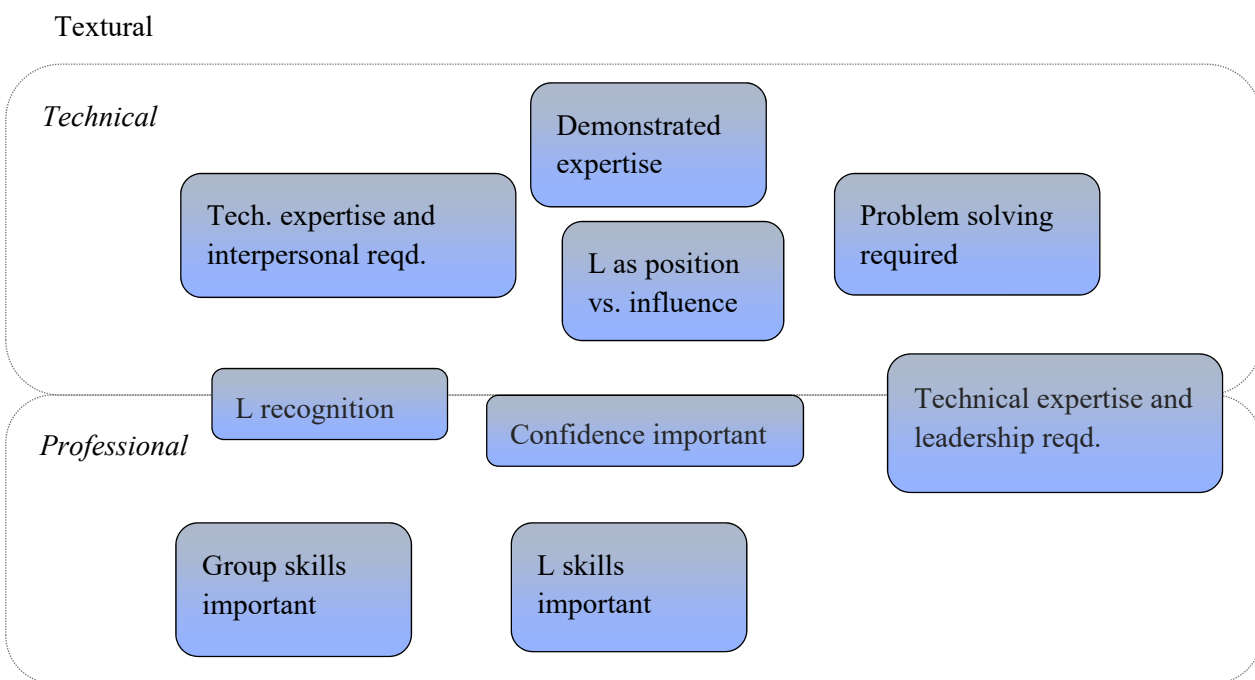 Textural
Technical
Demonstrated
expertise
Tech. expertise and
interpersonal reqd.
L as position
vs. influence
Problem solving
required
L recognition
Confidence important
Technical expertise and
leadership reqd.
Professional
Group skills
important
L skills
important